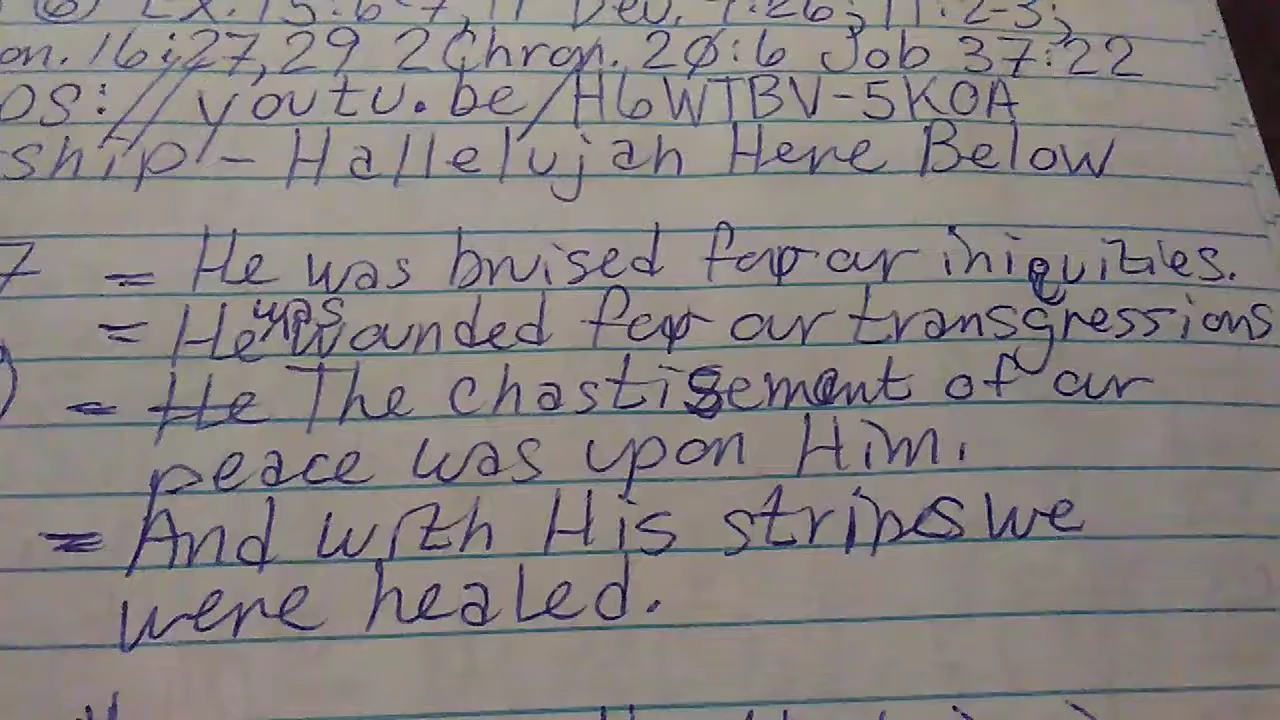 (6) Ex. 15:6-7, 11 Deu. 7:26; 11:2-3;
on. 16:27,29 2 Chron. 20:6 Job 37:22
os://youtu.be/H6WTBV-5KOA
ship - Hallelujah Here Below
7 = He was bruised for our iniquities.
= He was wounded for our transgressions
) = He The chastisement of our
peace was upon Him.
= And with His stripes we
were healed.